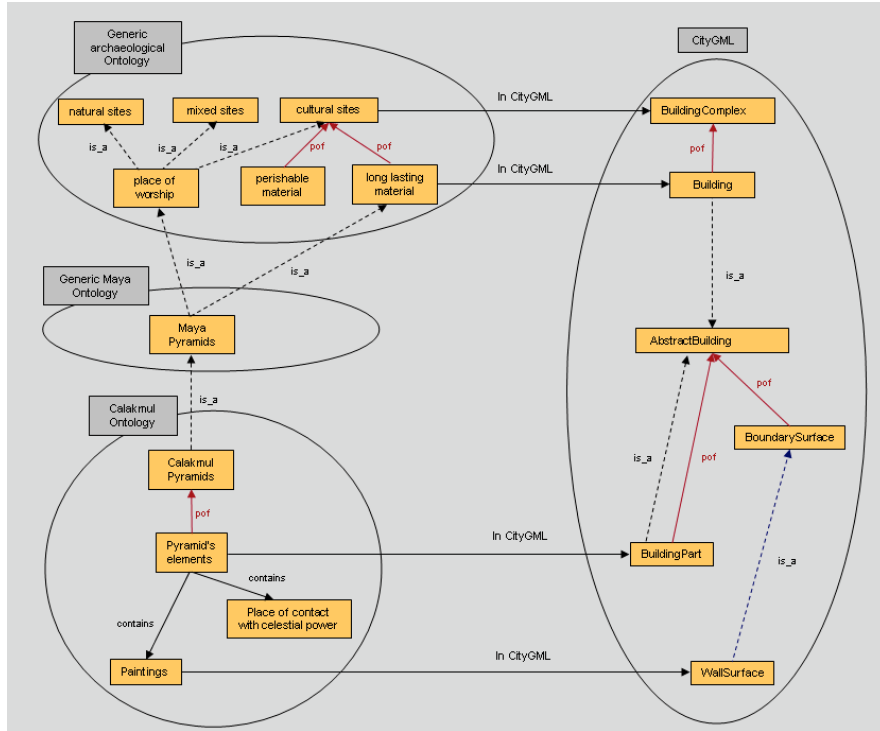 Generic
archaeological
Ontology
CityGML
natural sites
mixed sites
cultural sites
In CityGML
BuildingComplex
is_a
is_a
is_a
pof
pof
pof
place of
worship
perishable
material
long lasting
material
In CityGML
Building
is_a
is_a
is_a
Generic Maya
Ontology
Maya
Pyramids
AbstractBuilding
is_a
pof
Calakmul
Ontology
BoundarySurface
Calakmul
Pyramids
is_a
pof
pof
Pyramid's
elements
In CityGML
BuildingPart
is_a
contains
Place of contact
with celestial power
contains
Paintings
In CityGML
WallSurface